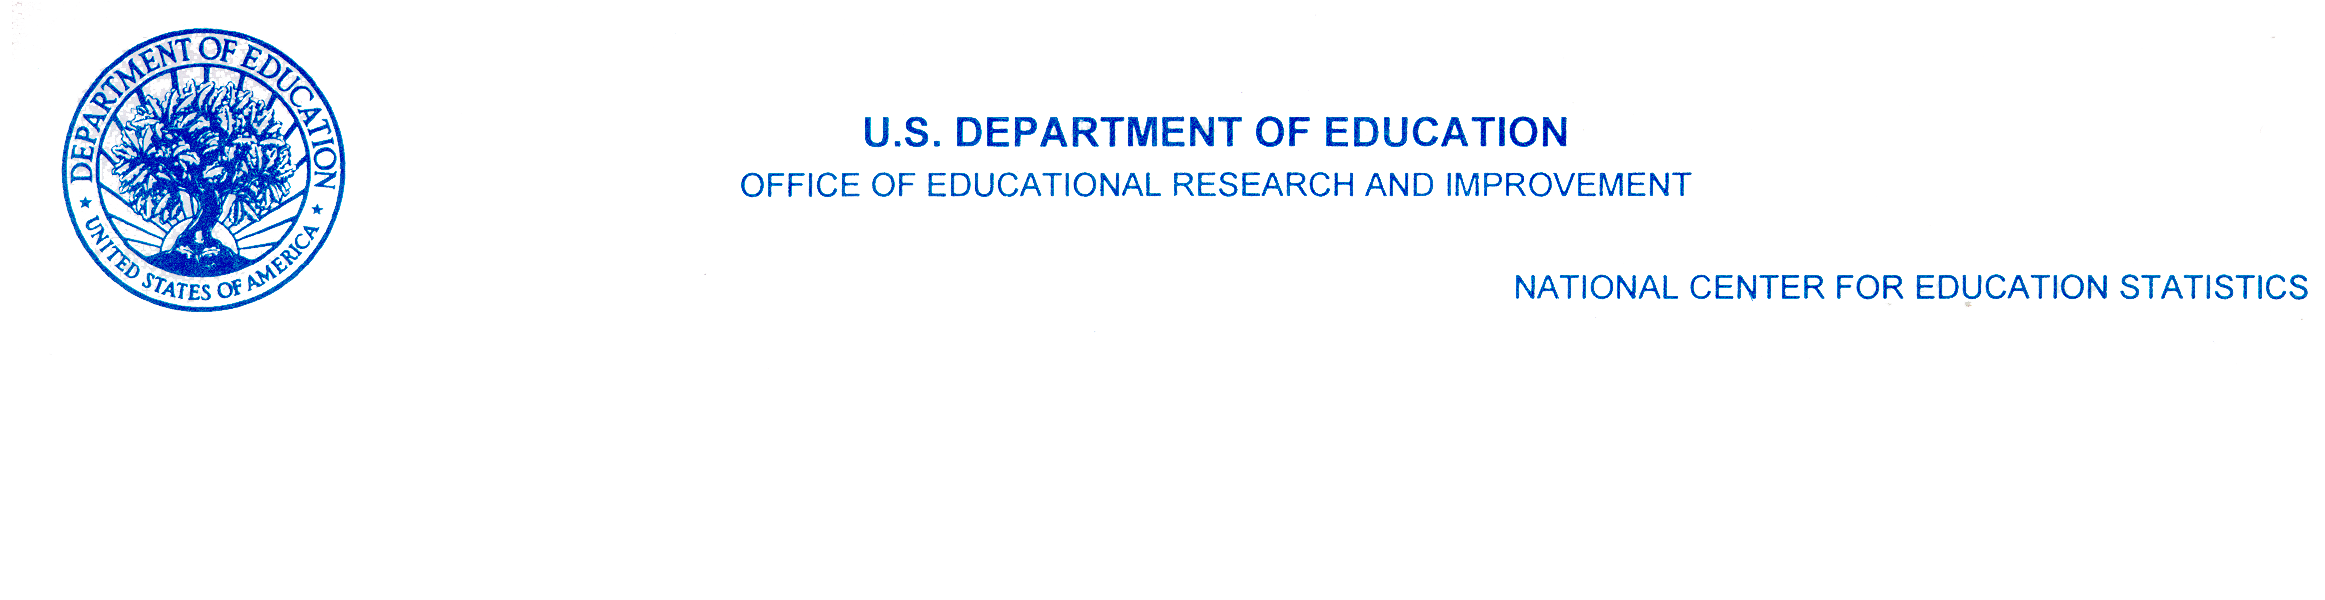 DEPARTMENT OF EDUCATION
★ UNITED STATES OF AMERICA ★
U.S. DEPARTMENT OF EDUCATION
OFFICE OF EDUCATIONAL RESEARCH AND IMPROVEMENT
NATIONAL CENTER FOR EDUCATION STATISTICS